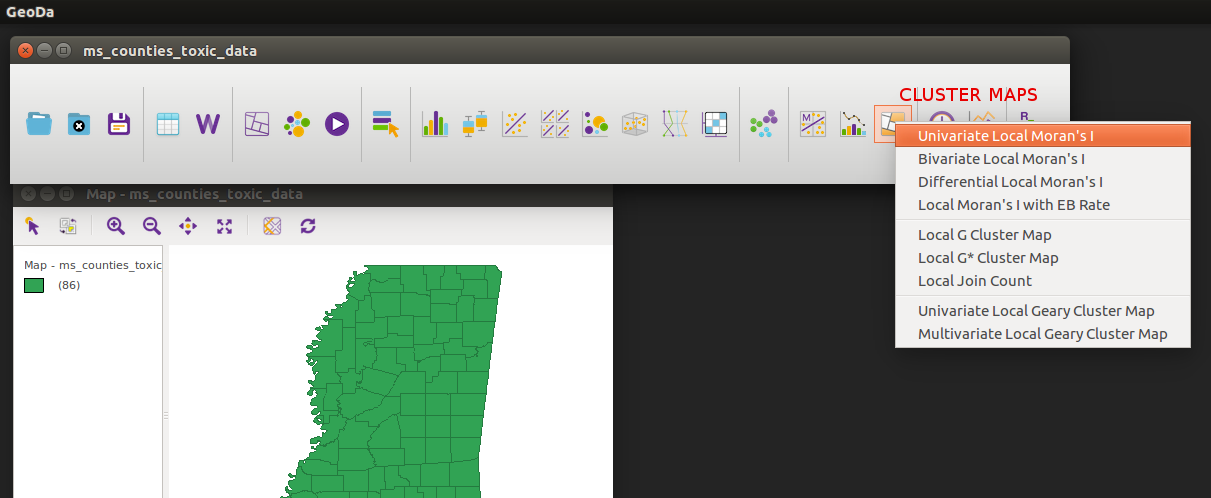 GeoDa
ms_counties_toxic_data
CLUSTER MAPS
W
M
R
Univariate Local Moran's I
Bivariate Local Moran's I
Differential Local Moran's I
Local Moran's I with EB Rate
Local G Cluster Map
Local G* Cluster Map
Local Join Count
Univariate Local Geary Cluster Map
Multivariate Local Geary Cluster Map
Map - ms_counties_toxic_data
Map - ms_counties_toxic
(86)